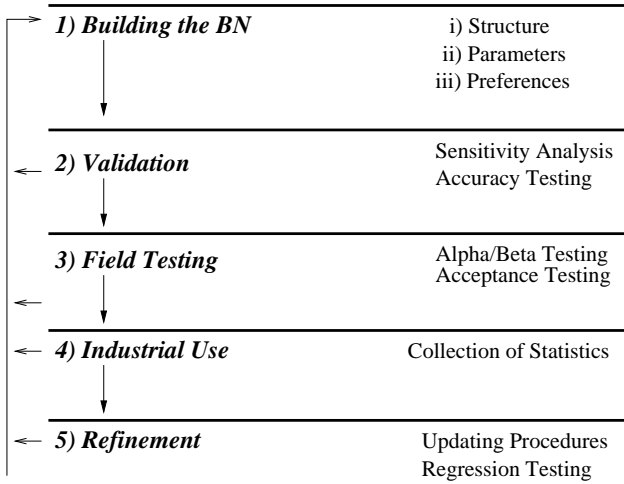 1) Building the BN
i) Structure
ii) Parameters
iii) Preferences
2) Validation
Sensitivity Analysis
Accuracy Testing
3) Field Testing
Alpha/Beta Testing
Acceptance Testing
4) Industrial Use
Collection of Statistics
5) Refinement
Updating Procedures
Regression Testing